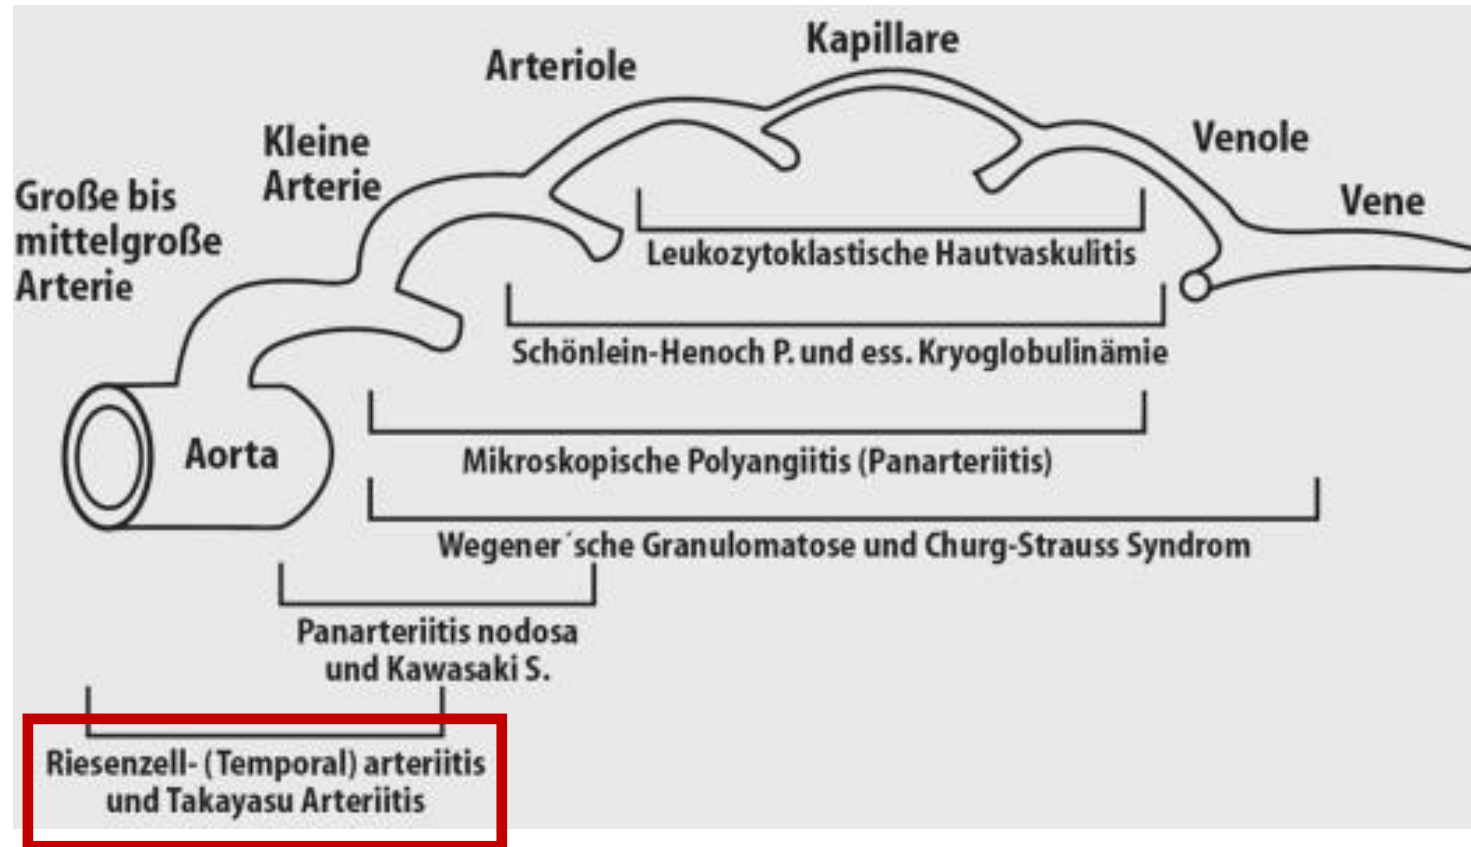 Kapillare
Arteriole
Kleine
Arterie
Venole
Große bis
mittelgroße
Arterie
Vene
Leukozytoklastische Hautvaskulitis
Schönlein-Henoch P. und ess. Kryoglobulinämie
Aorta
Mikroskopische Polyangiitis (Panarteriitis)
Wegener´sche Granulomatose und Churg-Strauss Syndrom
Panarteriitis nodosa
und Kawasaki S.
Riesenzell- (Temporal) arteriitis
und Takayasu Arteriitis